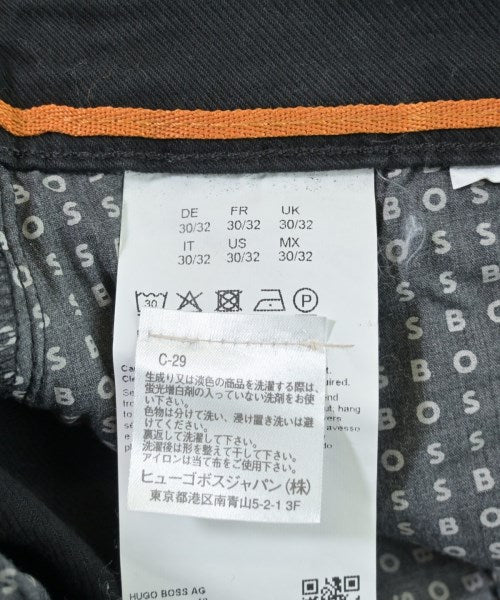 DE FR UK
30/32 30/32 30/32
IT US MX
30/32 30/32 30/32
30 P
C-29
生成り又は淡色の商品を洗濯する際は、
蛍光増白剤の入っていない洗剤をお使
い下さい。
色物は分けて洗い、浸け置き洗いは避
けてください。
裏返して洗濯して下さい。
洗濯後は形を整えて干して下さい。
アイロンは当て布をご使用下さい。
ヒューゴボスジャパン(株)
東京都港区南青山5-2-1 3F
HUGO BOSS AG
BOSS